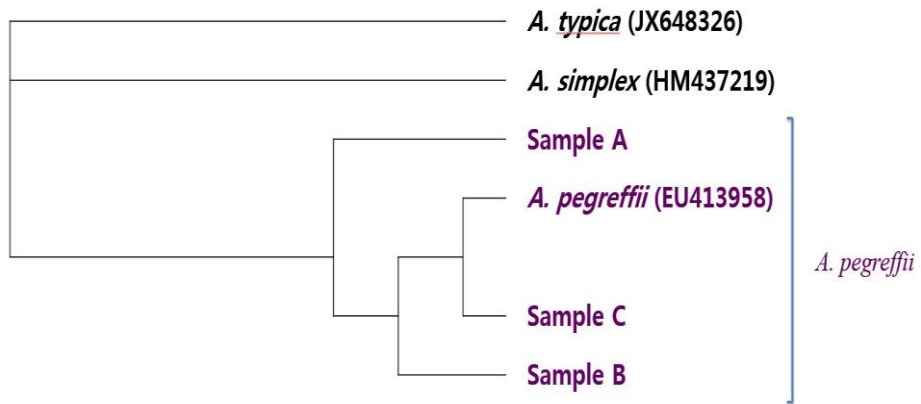 A. typica (JX648326)
A. simplex (HM437219)
Sample A
A. pegreffii (EU413958)
A. pegreffii
Sample C
Sample B